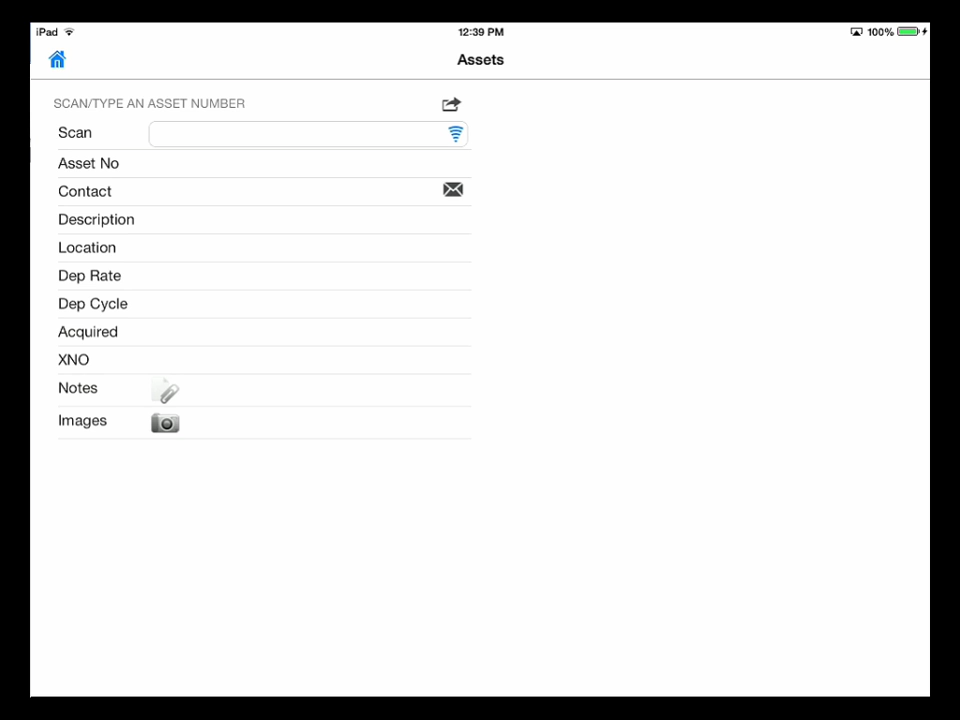 iPad 12:39 PM 100%
Assets
SCAN/TYPE AN ASSET NUMBER
Scan
Asset No
Contact
Description
Location
Dep Rate
Dep Cycle
Acquired
XNO
Notes
Images